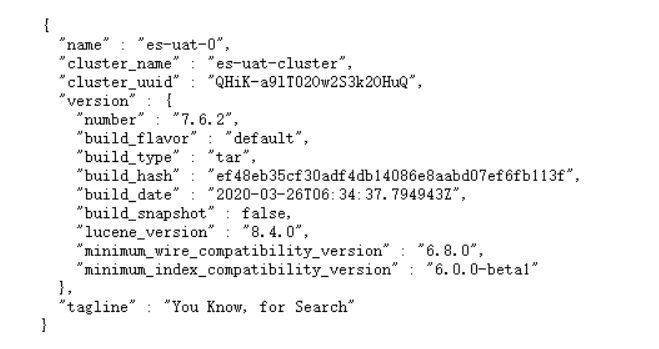 {
"name" : "es-uat-0",
"cluster_name" : "es-uat-cluster",
"cluster_uuid" : "QHiK-a9lT02Ow2S3k2OHuQ",
"version" : {
"number" : "7.6.2",
"build_flavor" : "default",
"build_type" : "tar",
"build_hash" : "ef48eb35cf30adf4db14086e8aabd07ef6fb113f",
"build_date" : "2020-03-26T06:34:37.794943Z",
"build_snapshot" : false,
"lucene_version" : "8.4.0",
"minimum_wire_compatibility_version" : "6.8.0",
"minimum_index_compatibility_version" : "6.0.0-beta1"
},
"tagline" : "You Know, for Search"
}